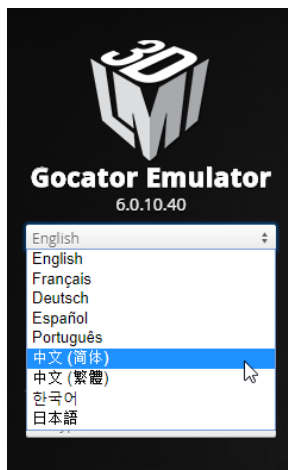 3D
LMI
Gocator Emulator
6.0.10.40
English
English
Français
Deutsch
Español
Português
中文 (简体)
中文 (繁體)
한국어
日本語